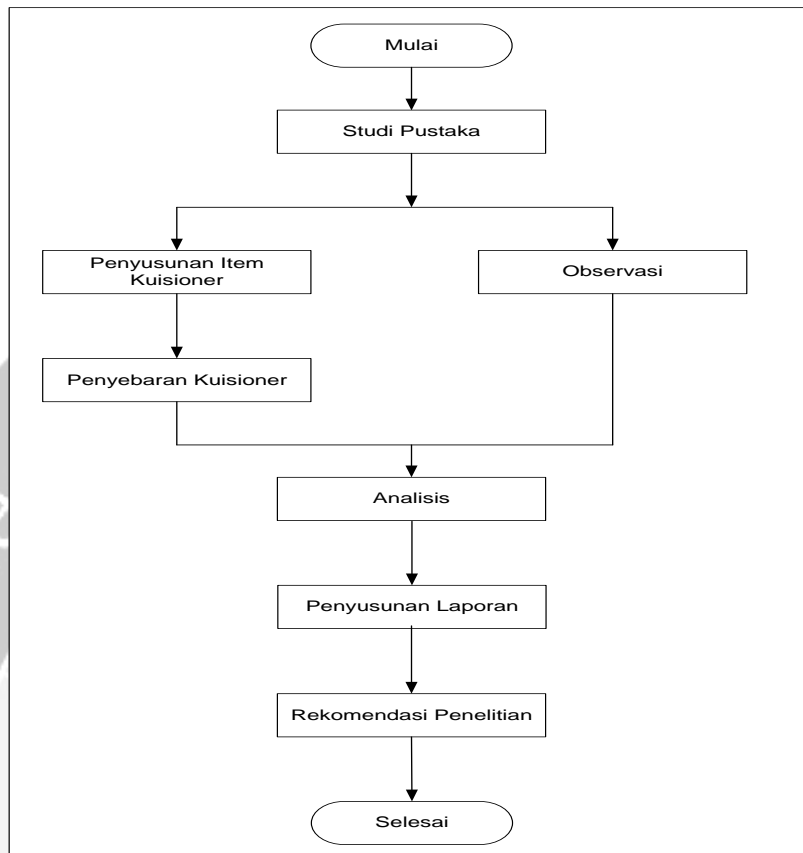 Mulai
Studi Pustaka
Penyusunan Item
Kuisioner
Observasi
Penyebaran Kuisioner
Analisis
Penyusunan Laporan
Rekomendasi Penelitian
Selesai